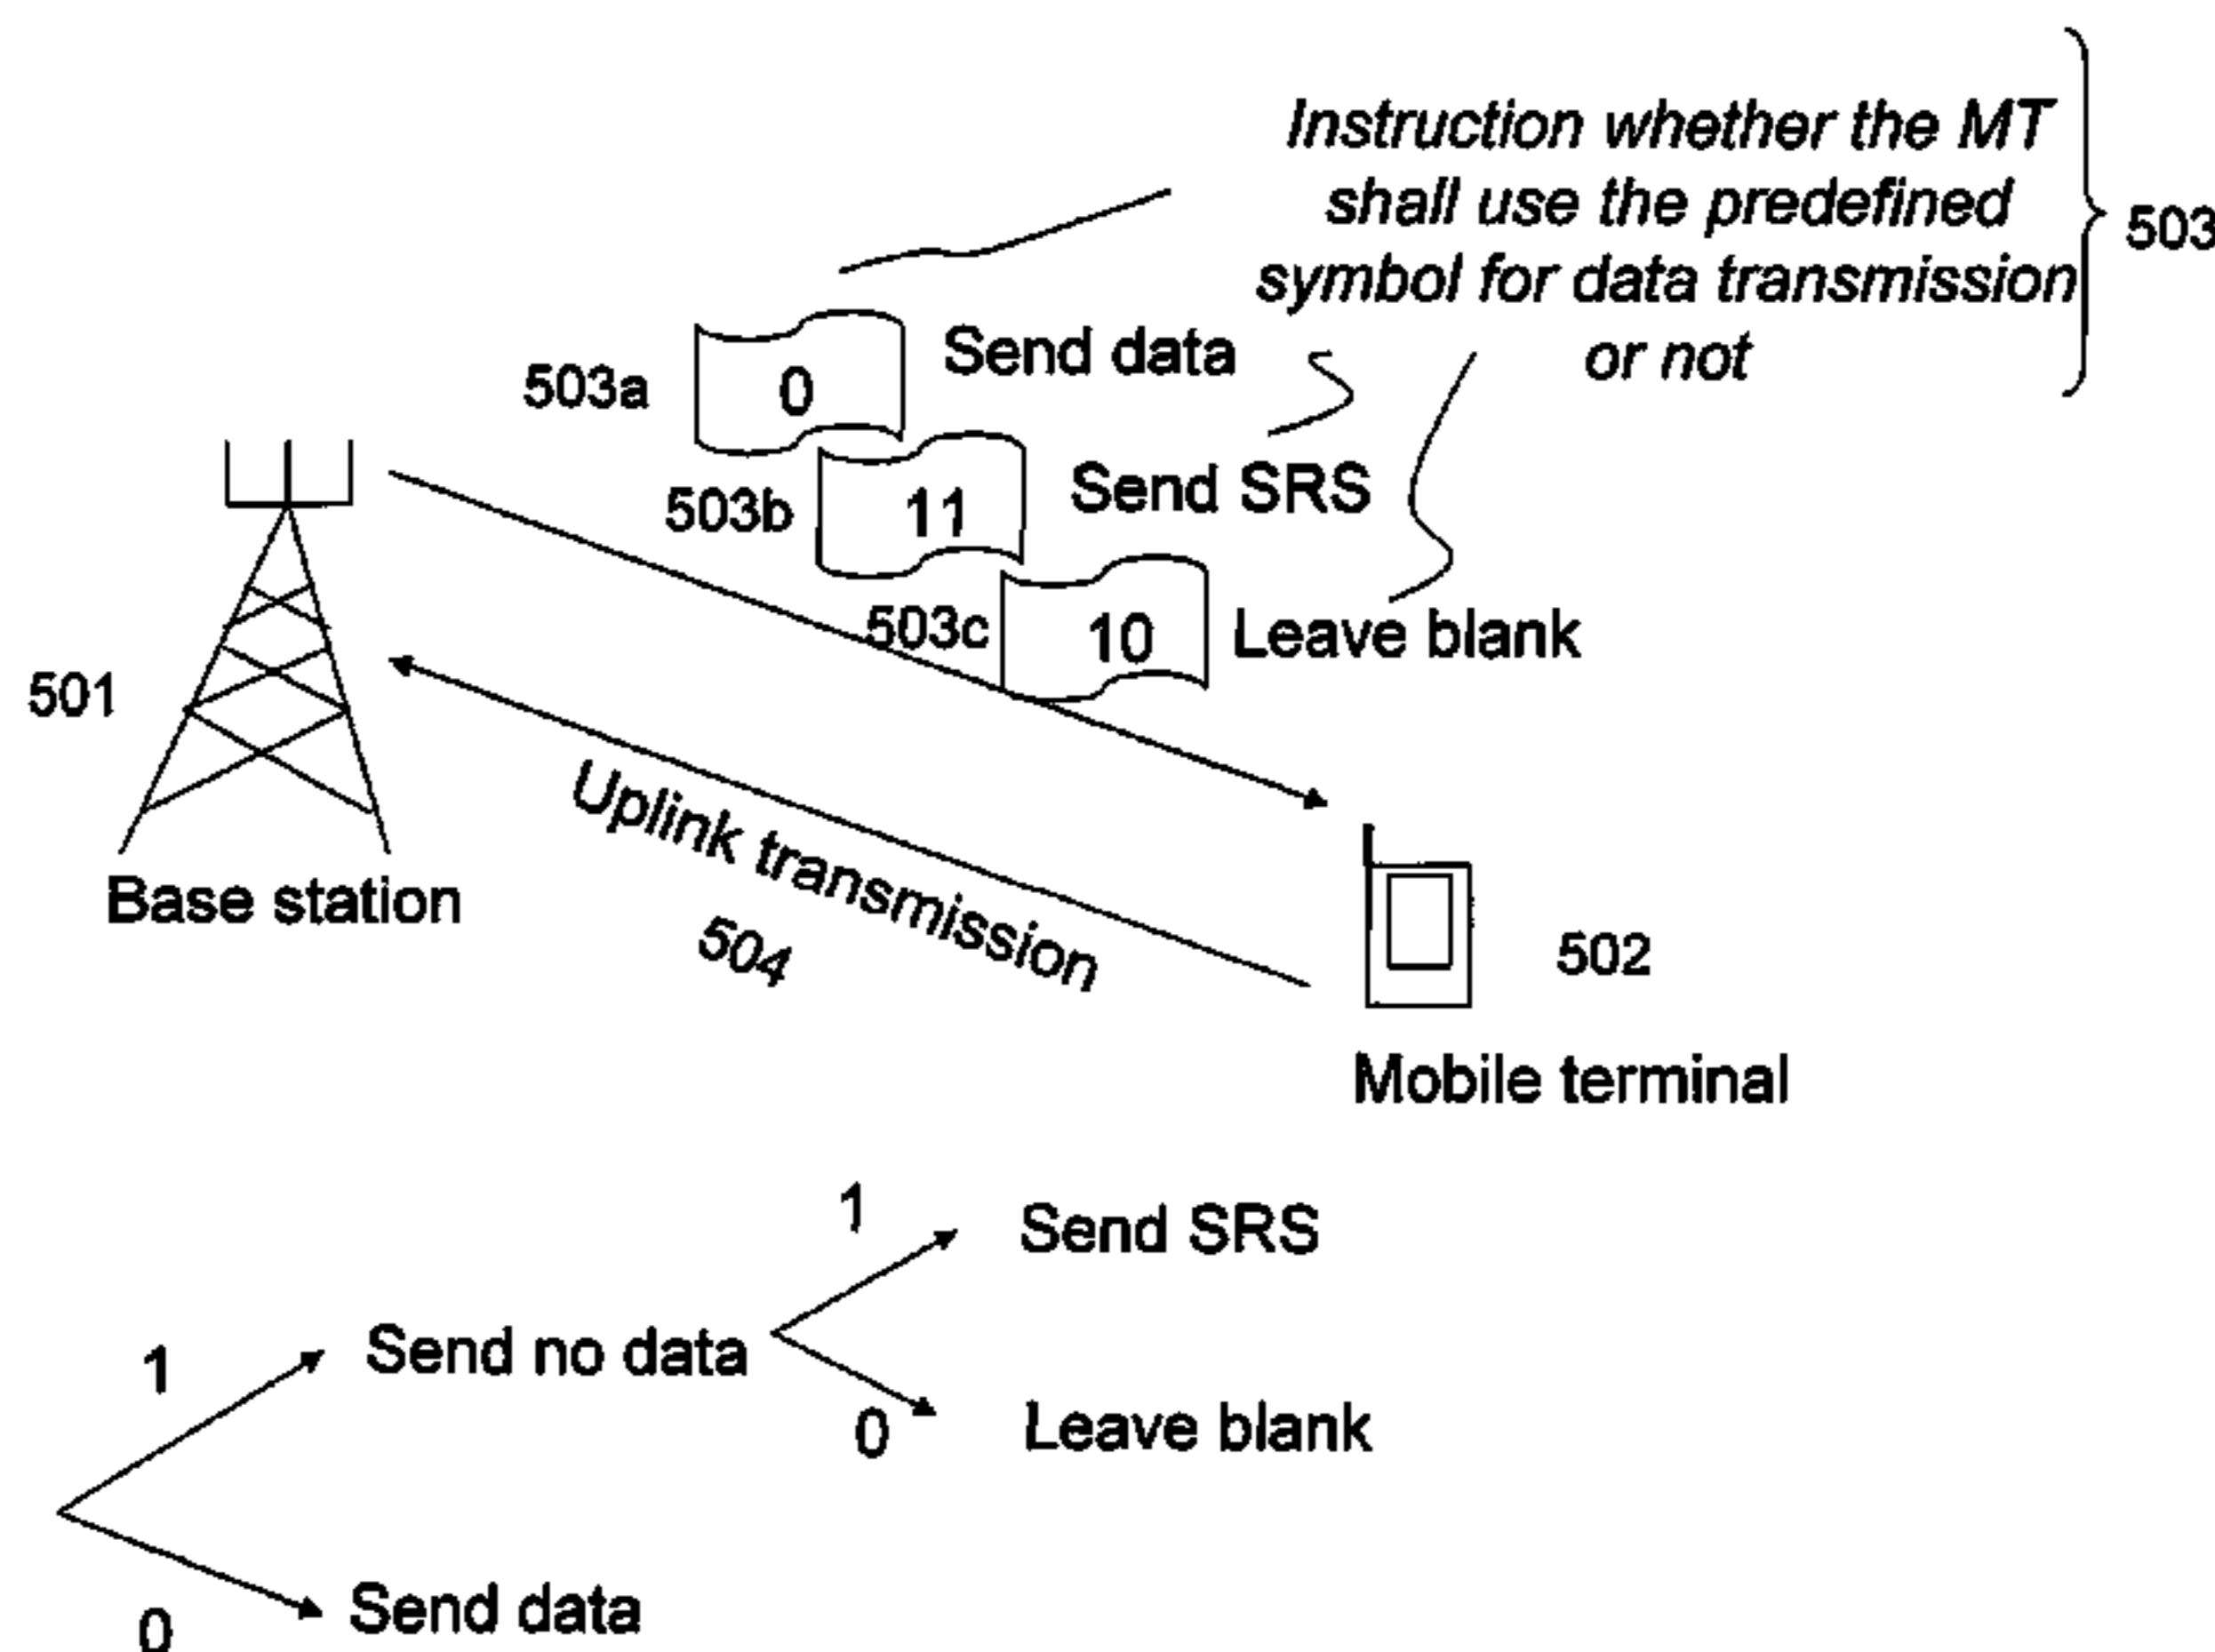 Instruction whether the MT
shall use the predefined
symbol for data transmission
or not
503
503a
0
Send data
503b
11
Send SRS
503c
10
Leave blank
501
Base station
Uplink transmission
504
502
Mobile terminal
1
Send SRS
1
Send no data
0
Leave blank
0
Send data